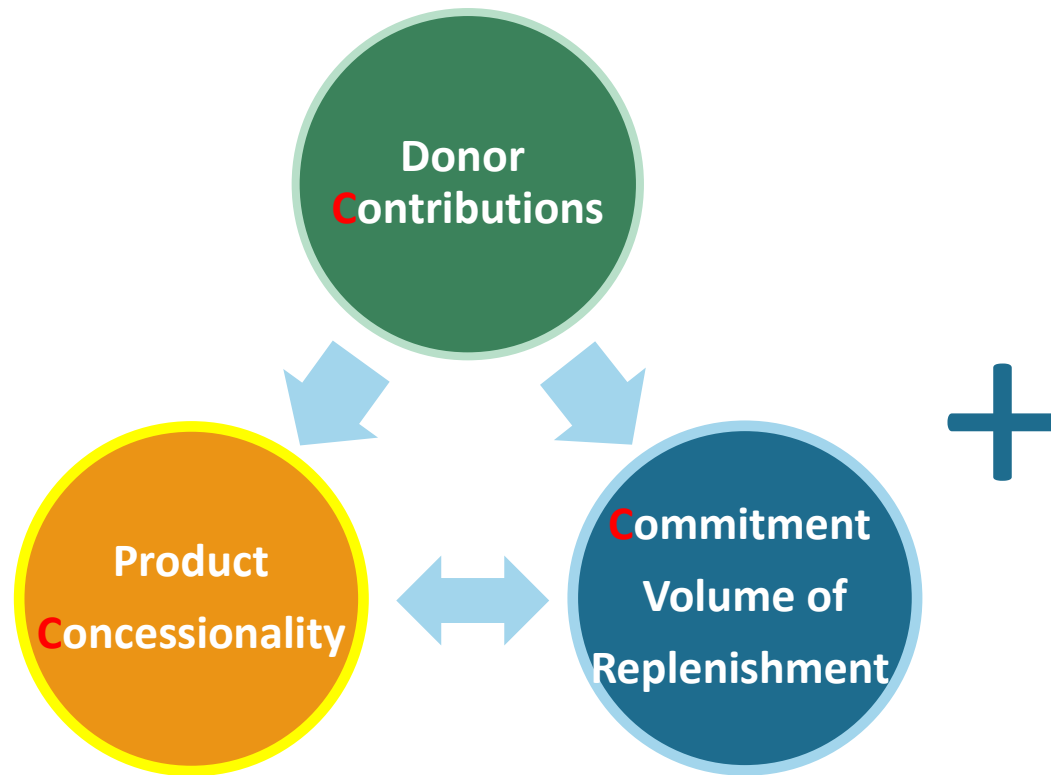 Donor
Contributions
Product
Concessionality
Commitment
Volume of
Replenishment
+